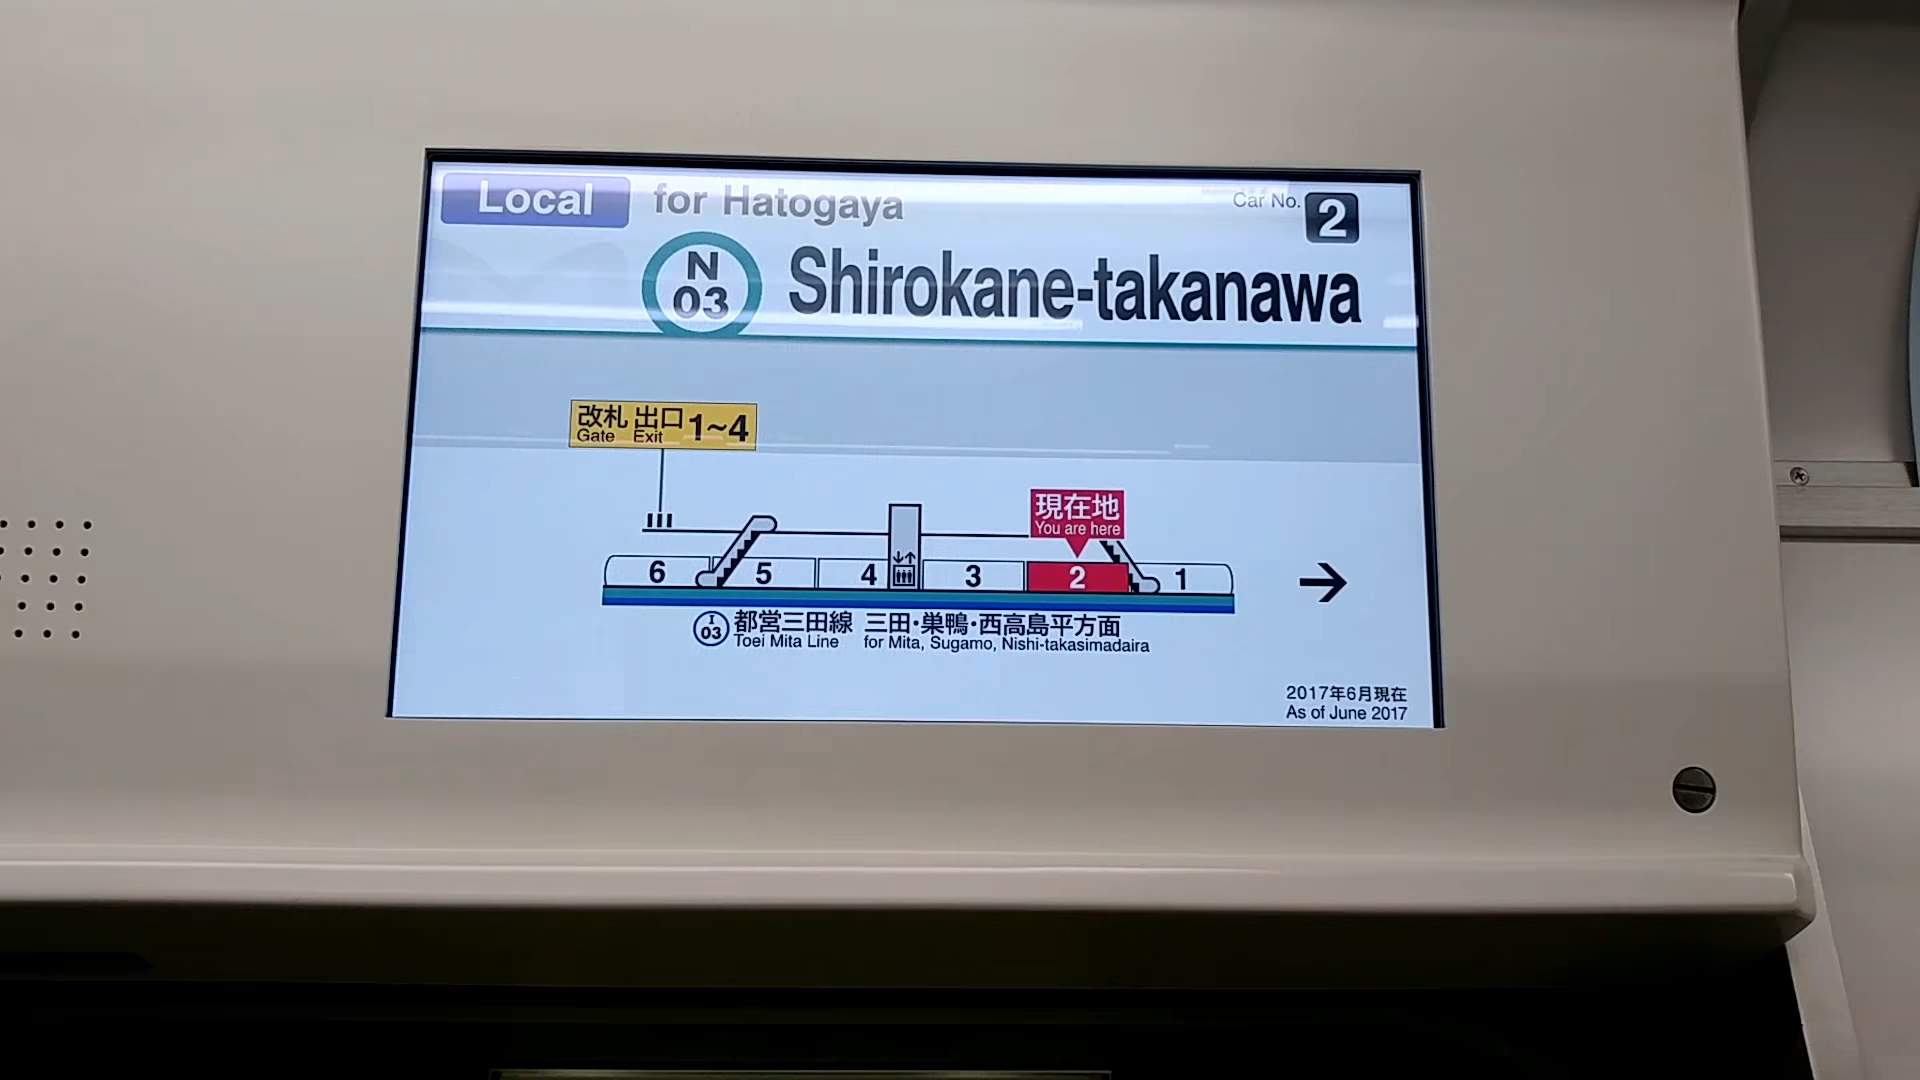 Local for Hatogaya
Car No. 2
N
03
Shirokane-takanawa
改札 出口 1~4
Gate Exit
現在地
You are here
6 5 4 3 2 1
→
I
03
都営三田線 三田・巣鴨・西高島平方面
Toei Mita Line for Mita, Sugamo, Nishi-takasimadaira
2017年6月現在
As of June 2017